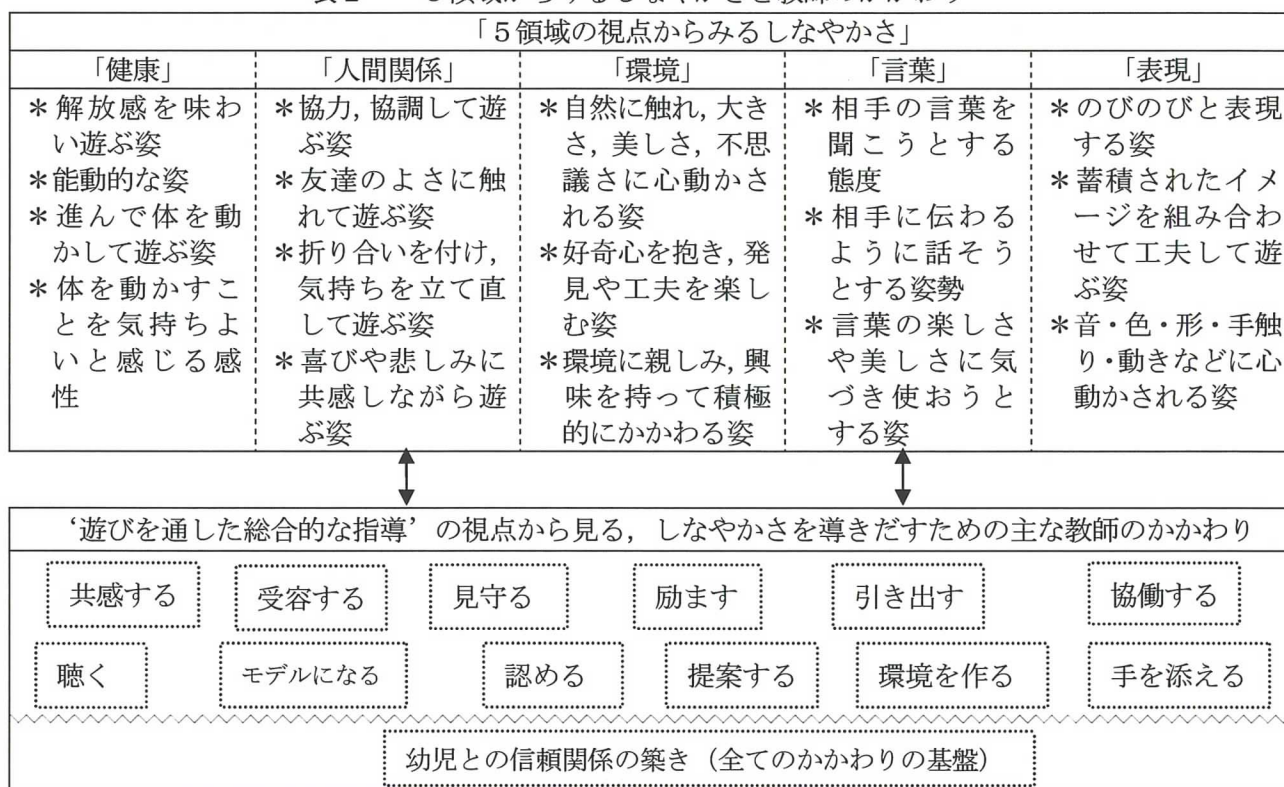 「5領域の視点からみるしなやかさ」
「健康」
＊解放感を味わ
い遊ぶ姿
＊能動的な姿
＊進んで体を動
かして遊ぶ姿
＊体を動かすこ
とを気持ちよ
いと感じる感
性
「人間関係」
＊協力,協調して遊
ぶ姿
＊友達のよさに触
れて遊ぶ姿
＊折り合いを付け,
気持ちを立て直
して遊ぶ姿
＊喜びや悲しみに
共感しながら遊
ぶ姿
「環境」
＊自然に触れ,大き
さ,美しさ,不思
議さに心動かさ
れる姿
＊好奇心を抱き,発
見や工夫を楽し
む姿
＊環境に親しみ,興
味を持って積極
的にかかわる姿
「言葉」
＊相手の言葉を
聞こうとする
態度
＊相手に伝わる
ように話そう
とする姿勢
＊言葉の楽しさ
や美しさに気
づき使おうと
する姿
「表現」
＊のびのびと表現
する姿
＊蓄積されたイメ
ージを組み合わ
せて工夫して遊
ぶ姿
＊音・色・形・手触
り・動きなどに心
動かされる姿
‘遊びを通した総合的な指導’の視点から見る,しなやかさを導きだすための主な教師のかかわり
共感する 受容する 見守る 励ます 引き出す 協働する
聴く モデルになる 認める 提案する 環境を作る 手を添える
幼児との信頼関係の築き（全てのかかわりの基盤）